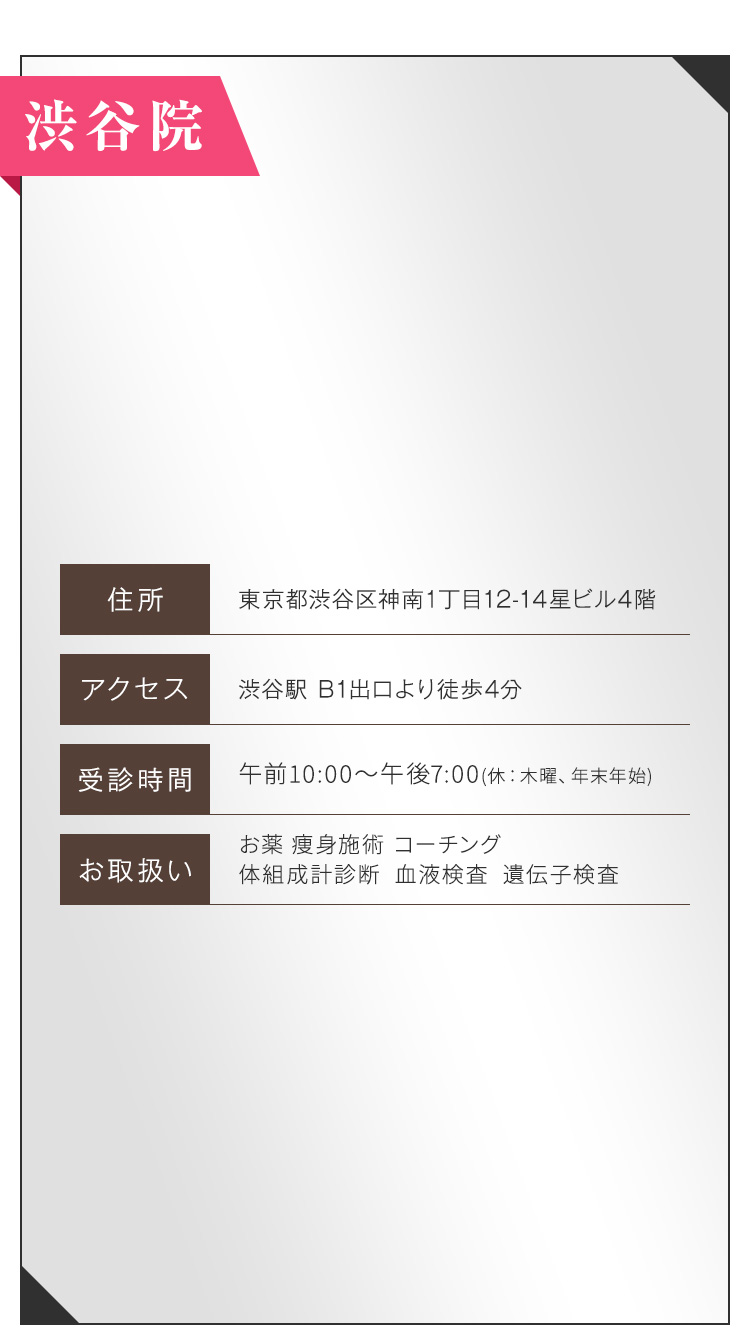 渋谷院
住所
東京都渋谷区神南1丁目12-14星ビル4階
アクセス
渋谷駅 B1出口より徒歩4分
受診時間
午前10:00～午後7:00(休：木曜、年末年始)
お取扱い
お薬 痩身施術 コーチング
体組成計診断 血液検査 遺伝子検査